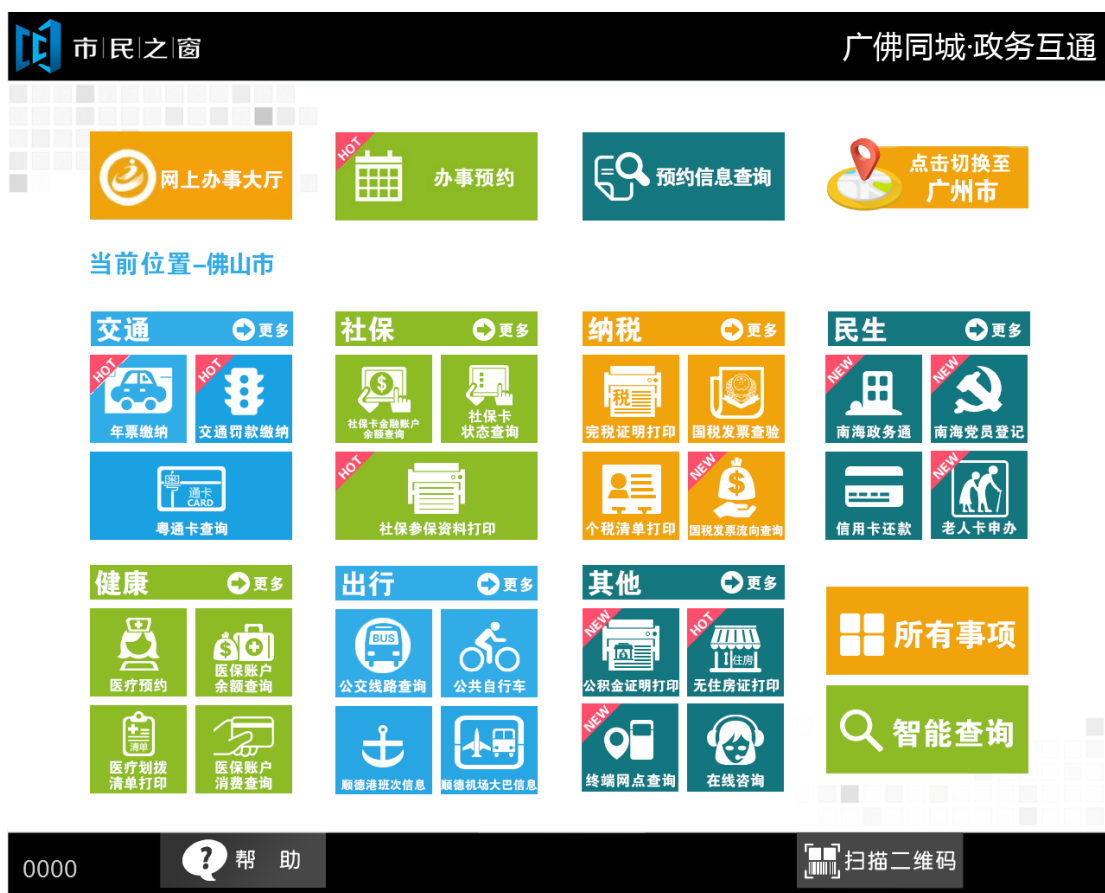 市民之窗
广佛同城·政务互通
网上办事大厅
HOT
办事预约
预约信息查询
点击切换至
广州市
当前位置-佛山市
交通
更多
HOT
年票缴纳
HOT
交通罚款缴纳
通卡
CARD
粤通卡查询
社保
更多
社保卡金融账户
余额查询
社保卡
状态查询
HOT
社保参保资料打印
纳税
更多
税
完税证明打印
国税发票查验
个税清单打印
NEW
国税发票流向查询
民生
更多
NEW
南海政务通
NEW
南海党员登记
信用卡还款
NEW
老人卡申办
健康
更多
医疗预约
医保账户
余额查询
清单
医疗划拨
清单打印
医保账户
消费查询
出行
更多
BUS
公交线路查询
公共自行车
顺德港班次信息
顺德机场大巴信息
其他
更多
NEW
公积金证明打印
HOT
住房
无住房证打印
NEW
终端网点查询
在线咨询
所有事项
智能查询
0000
帮 助
扫描二维码